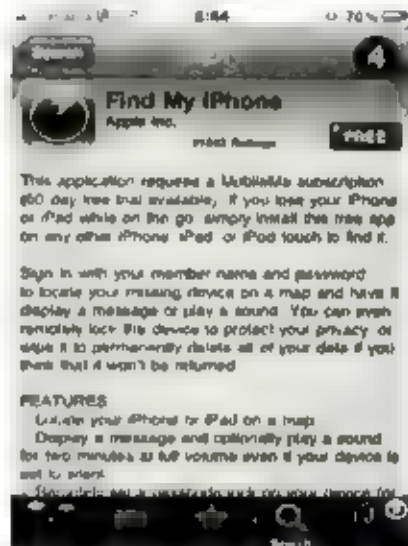 4
Find My iPhone
Apple Inc.
This application requires a MobileMe subscription
(60 day free trial available). If you lose your iPhone
or iPad while on the go, simply install this free app
on any other iPhone, iPad, or iPod touch to find it.
Sign in with your member name and password
to locate your missing device on a map and have it
display a message or play a sound. You can even
remotely lock the device to protect your privacy, or
wipe it to permanently delete all of your data if you
think that it won't be returned.
FEATURES
Locate your iPhone or iPad on a map
Display a message and optionally play a sound
for two minutes at full volume even if your device is
set to silent
Search